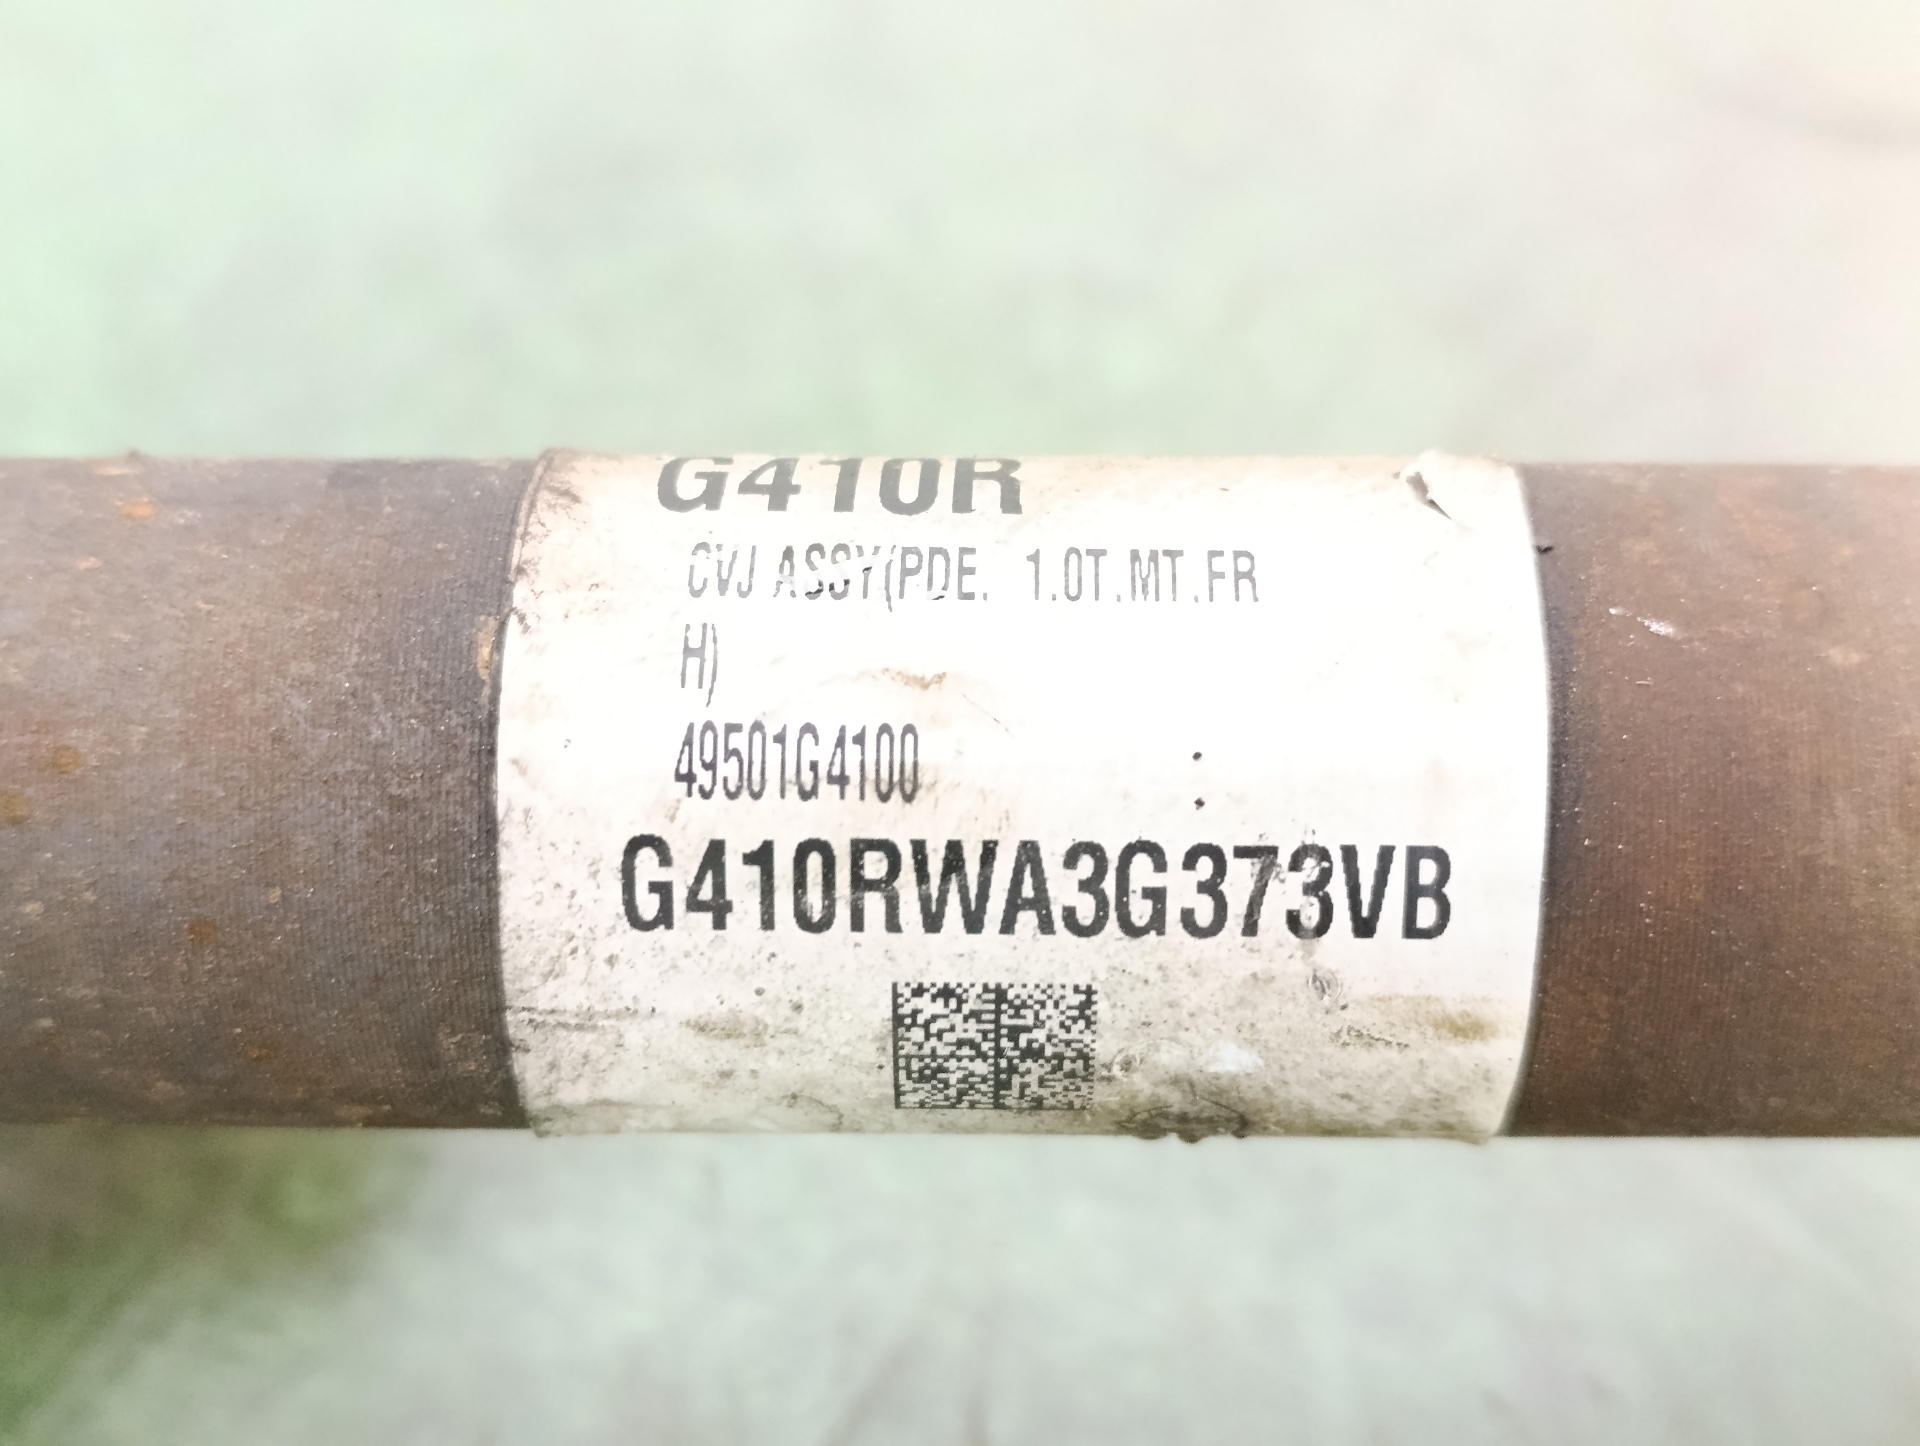 G410R
CVJ ASSY(PDE. 1.0T.MT.FR
H)
49501G4100 :
G410RWA3G373VB